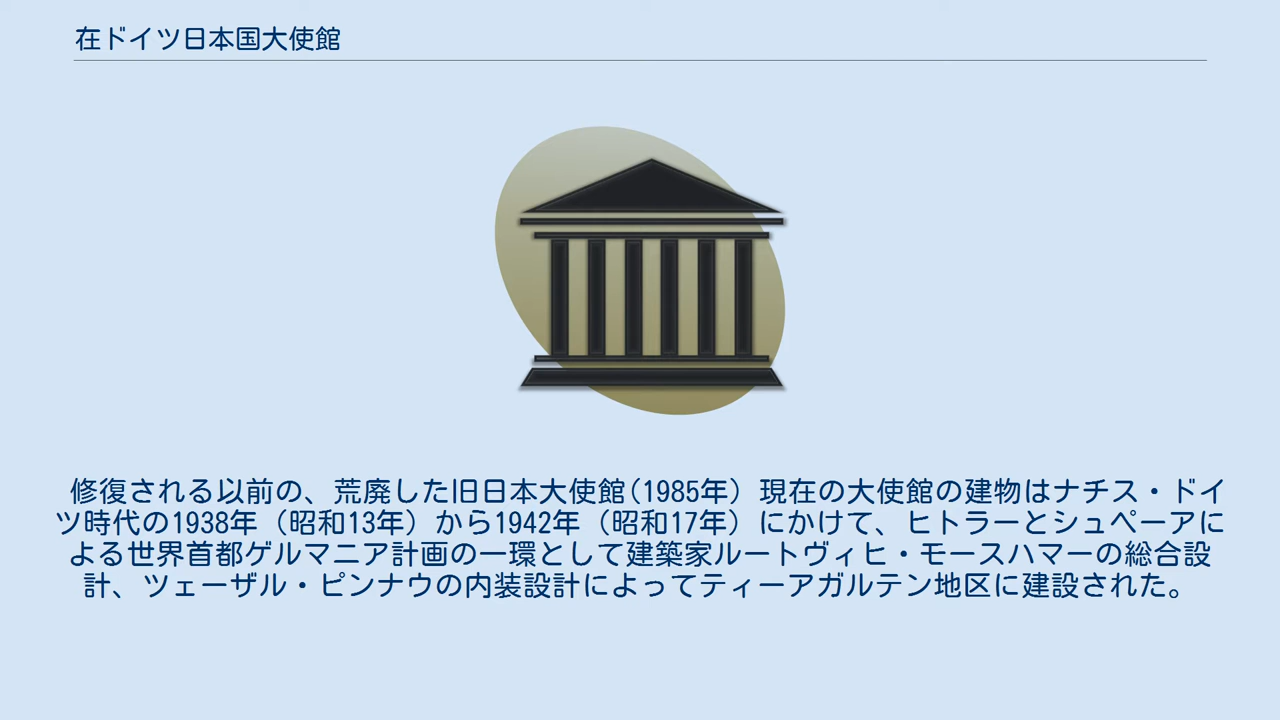 在ドイツ日本国大使館
修復される以前の、荒廃した旧日本大使館(1985年) 現在の大使館の建物はナチス・ドイ
ツ時代の1938年（昭和13年）から1942年（昭和17年）にかけて、ヒトラーとシュペーアに
よる世界首都ゲルマニア計画の一環として建築家ルートヴィヒ・モースハマーの総合設
計、ツェーザル・ピンナウの内装設計によってティーアガルテン地区に建設された。